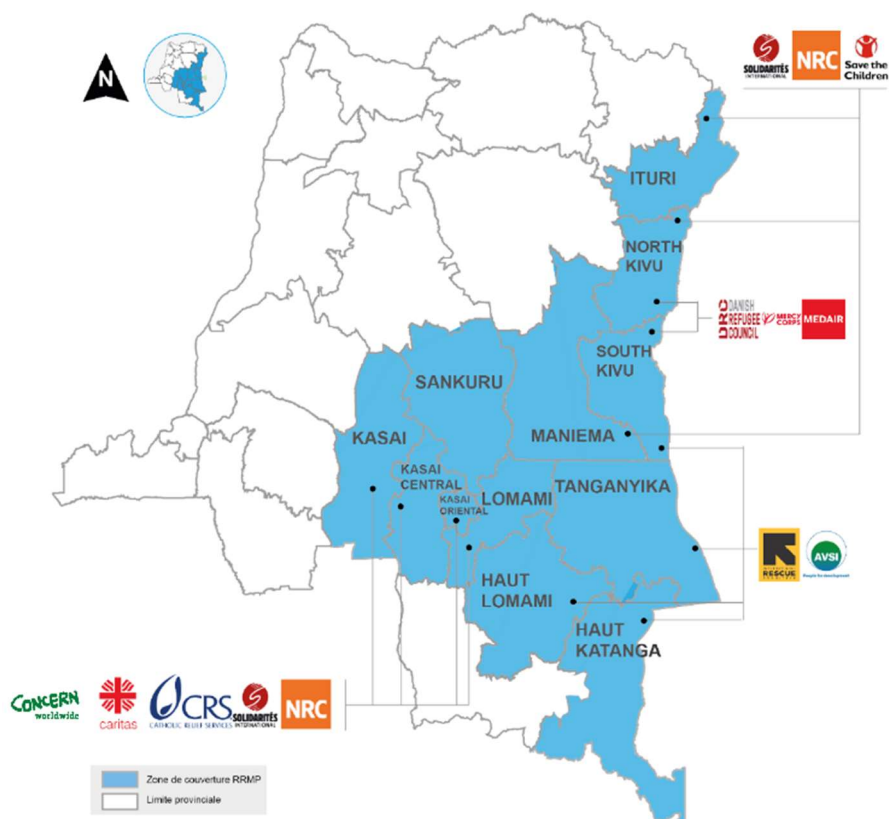 N
SOLIDARITÉS
INTERNATIONAL
NRC
Save the
Children
ITURI
NORTH
KIVU
DRC
DANISH
REFUGEE
COUNCIL
MERCY
CORPS
MEDAIR
SOUTH
KIVU
SANKURU
KASAI
MANIEMA
KASAI
CENTRAL
KASAI
ORIENTAL
LOMAMI
TANGANYIKA
RESCUE
AVSI
HAUT
LOMAMI
HAUT
KATANGA
CONCERN
worldwide
caritas
CRS
CATHOLIC RELIEF SERVICES
SOLIDARITÉS
INTERNATIONAL
NRC
Zone de couverture RRMP
Limite provinciale